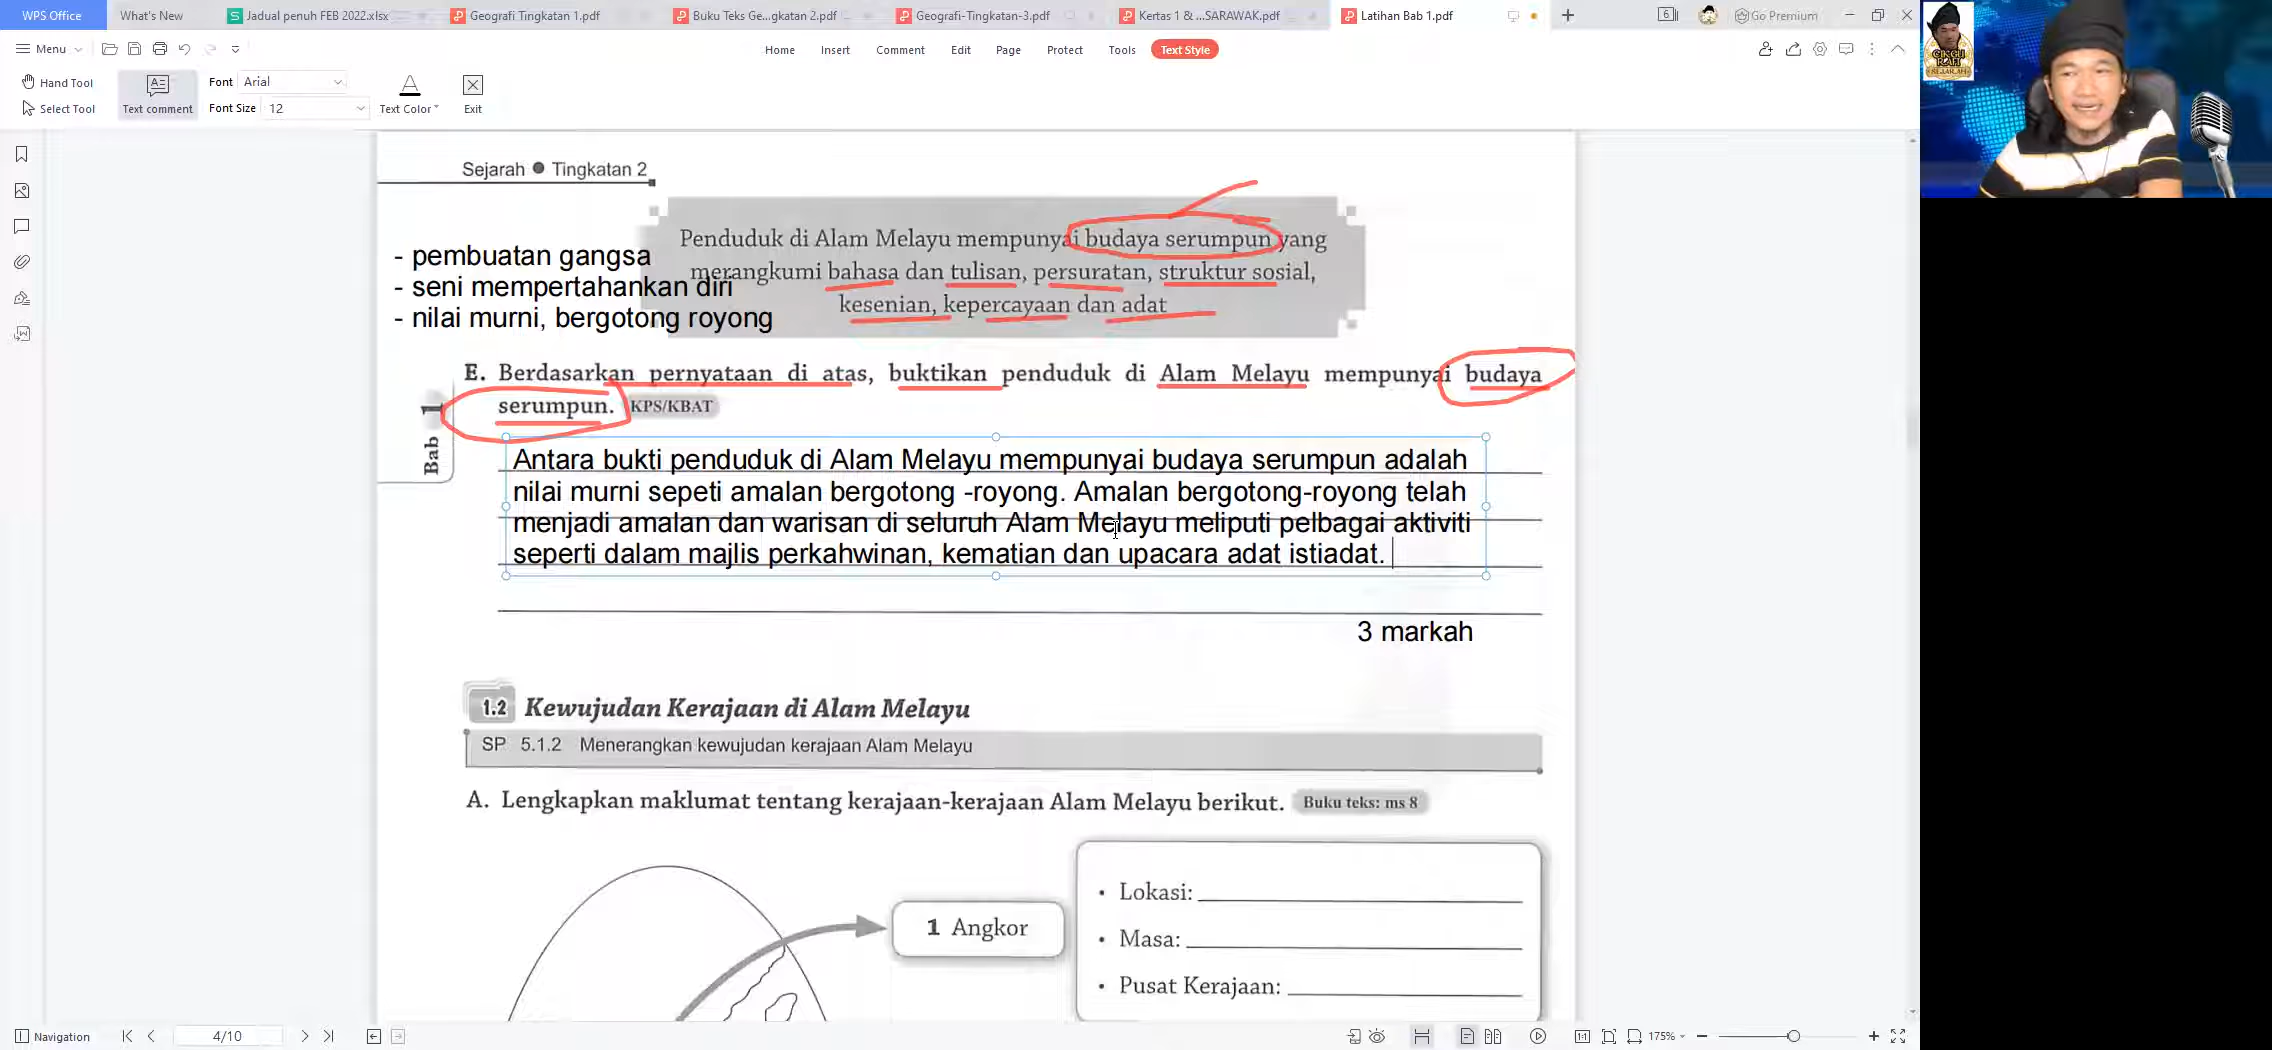 WPS Office
What's New
Jadual penuh FEB 2022.xlsx
Geografi Tingkatan 1.pdf
Buku Teks Ge...gkatan 2.pdf
Geografi-Tingkatan-3.pdf
Kertas 1 & ...SARAWAK.pdf
Latihan Bab 1.pdf
6
Go Premium
Menu
Home
Insert
Comment
Edit
Page
Protect
Tools
Text Style
Hand Tool
Select Tool
Text comment
Font Arial
Font Size 12
Text Color
Exit
CIKGU
RAFI
SEJARAH
Sejarah ● Tingkatan 2
Penduduk di Alam Melayu mempunyai budaya serumpun yang
merangkumi bahasa dan tulisan, persuratan, struktur sosial,
kesenian, kepercayaan dan adat
- pembuatan gangsa
- seni mempertahankan diri
- nilai murni, bergotong royong
E. Berdasarkan pernyataan di atas, buktikan penduduk di Alam Melayu mempunyai budaya
serumpun. KPS/KBAT
Bab 1
Antara bukti penduduk di Alam Melayu mempunyai budaya serumpun adalah
nilai murni sepeti amalan bergotong -royong. Amalan bergotong-royong telah
menjadi amalan dan warisan di seluruh Alam Melayu meliputi pelbagai aktiviti
seperti dalam majlis perkahwinan, kematian dan upacara adat istiadat.
3 markah
1.2 Kewujudan Kerajaan di Alam Melayu
SP 5.1.2 Menerangkan kewujudan kerajaan Alam Melayu
A. Lengkapkan maklumat tentang kerajaan-kerajaan Alam Melayu berikut. Buku teks: ms 8
1 Angkor
• Lokasi:
• Masa:
• Pusat Kerajaan:
Navigation
4/10
1:1
175%